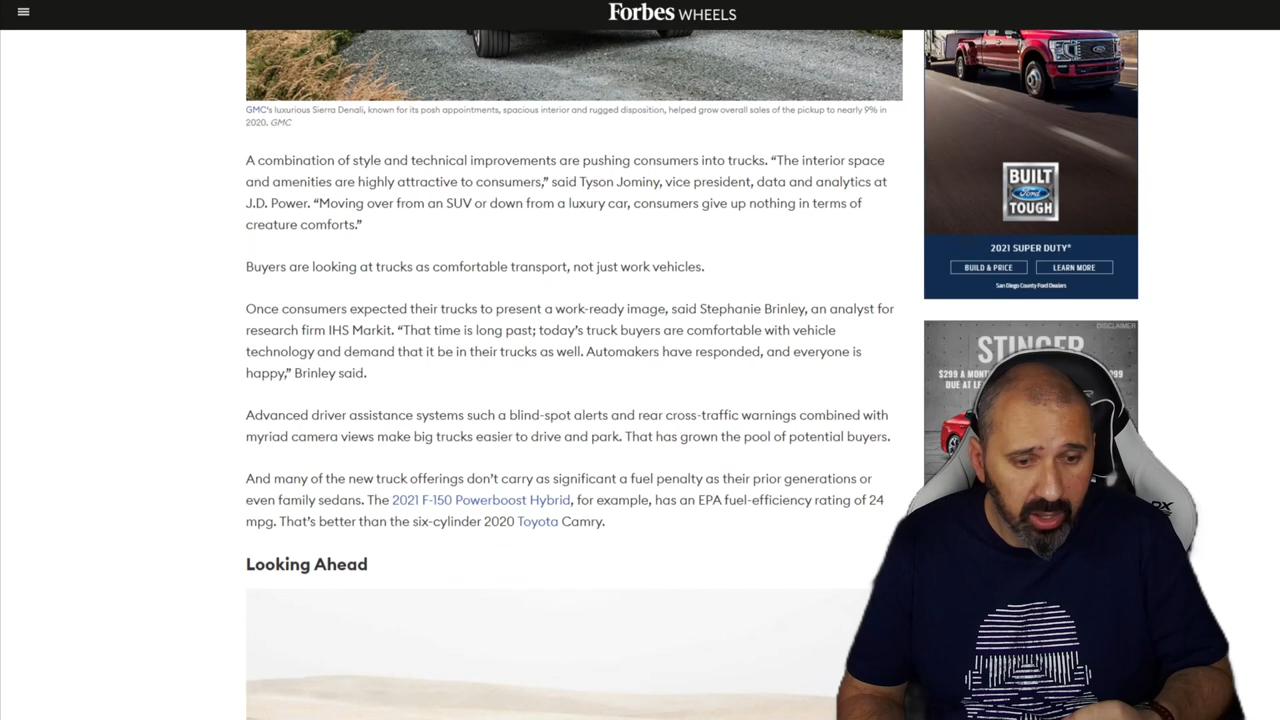 Forbes WHEELS
GMC's luxurious Sierra Denali, known for its posh appointments, spacious interior and rugged disposition, helped grow overall sales of the pickup to nearly 9% in
2020. GMC
A combination of style and technical improvements are pushing consumers into trucks. “The interior space
and amenities are highly attractive to consumers,” said Tyson Jominy, vice president, data and analytics at
J.D. Power. “Moving over from an SUV or down from a luxury car, consumers give up nothing in terms of
creature comforts.”
Buyers are looking at trucks as comfortable transport, not just work vehicles.
Once consumers expected their trucks to present a work-ready image, said Stephanie Brinley, an analyst for
research firm IHS Markit. “That time is long past; today’s truck buyers are comfortable with vehicle
technology and demand that it be in their trucks as well. Automakers have responded, and everyone is
happy,” Brinley said.
Advanced driver assistance systems such a blind-spot alerts and rear cross-traffic warnings combined with
myriad camera views make big trucks easier to drive and park. That has grown the pool of potential buyers.
And many of the new truck offerings don’t carry as significant a fuel penalty as their prior generations or
even family sedans. The 2021 F-150 Powerboost Hybrid, for example, has an EPA fuel-efficiency rating of 24
mpg. That’s better than the six-cylinder 2020 Toyota Camry.
Looking Ahead
BUILT
Ford
TOUGH
2021 SUPER DUTY®
BUILD & PRICE
LEARN MORE
San Diego County Ford Dealers
DISCLAIMER
STINGER
$299 A
DUE AT